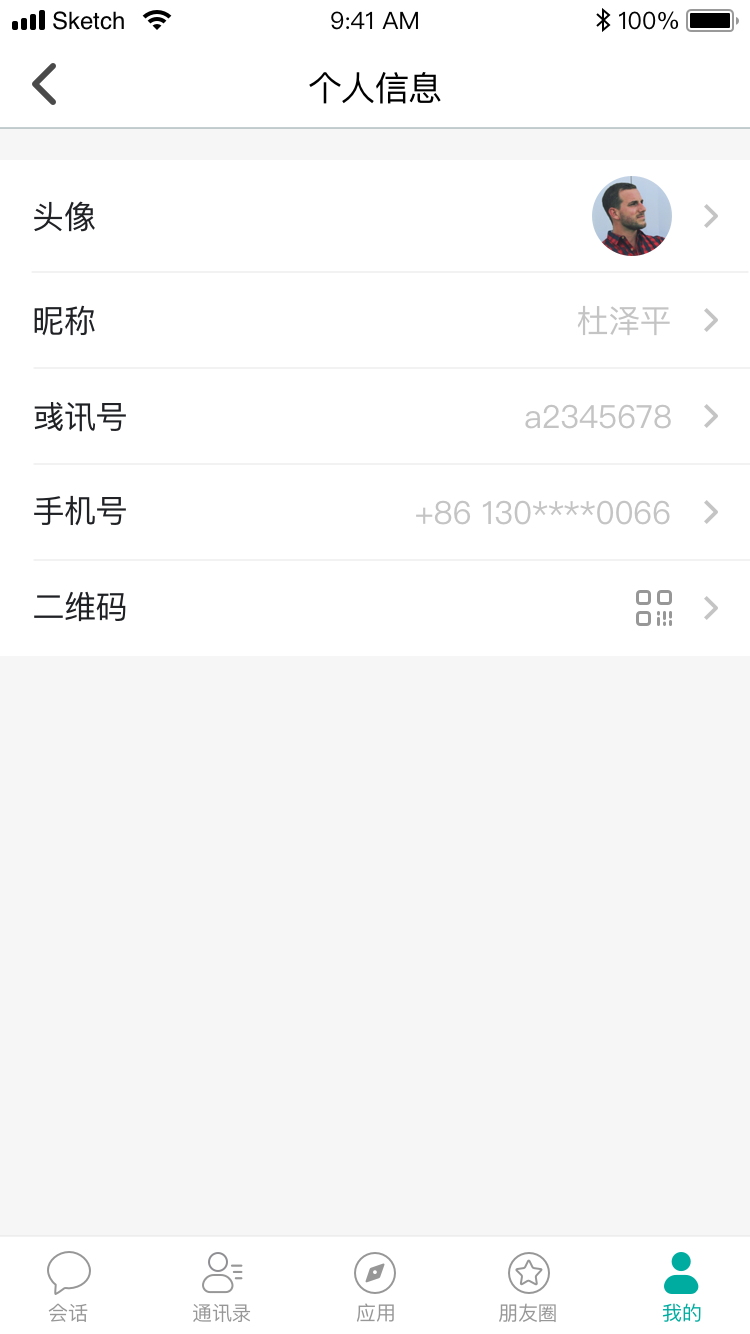 Sketch 9:41 AM 100%
个人信息
头像
昵称 杜泽平
彧讯号 a2345678
手机号 +86 130****0066
二维码
会话 通讯录 应用 朋友圈 我的